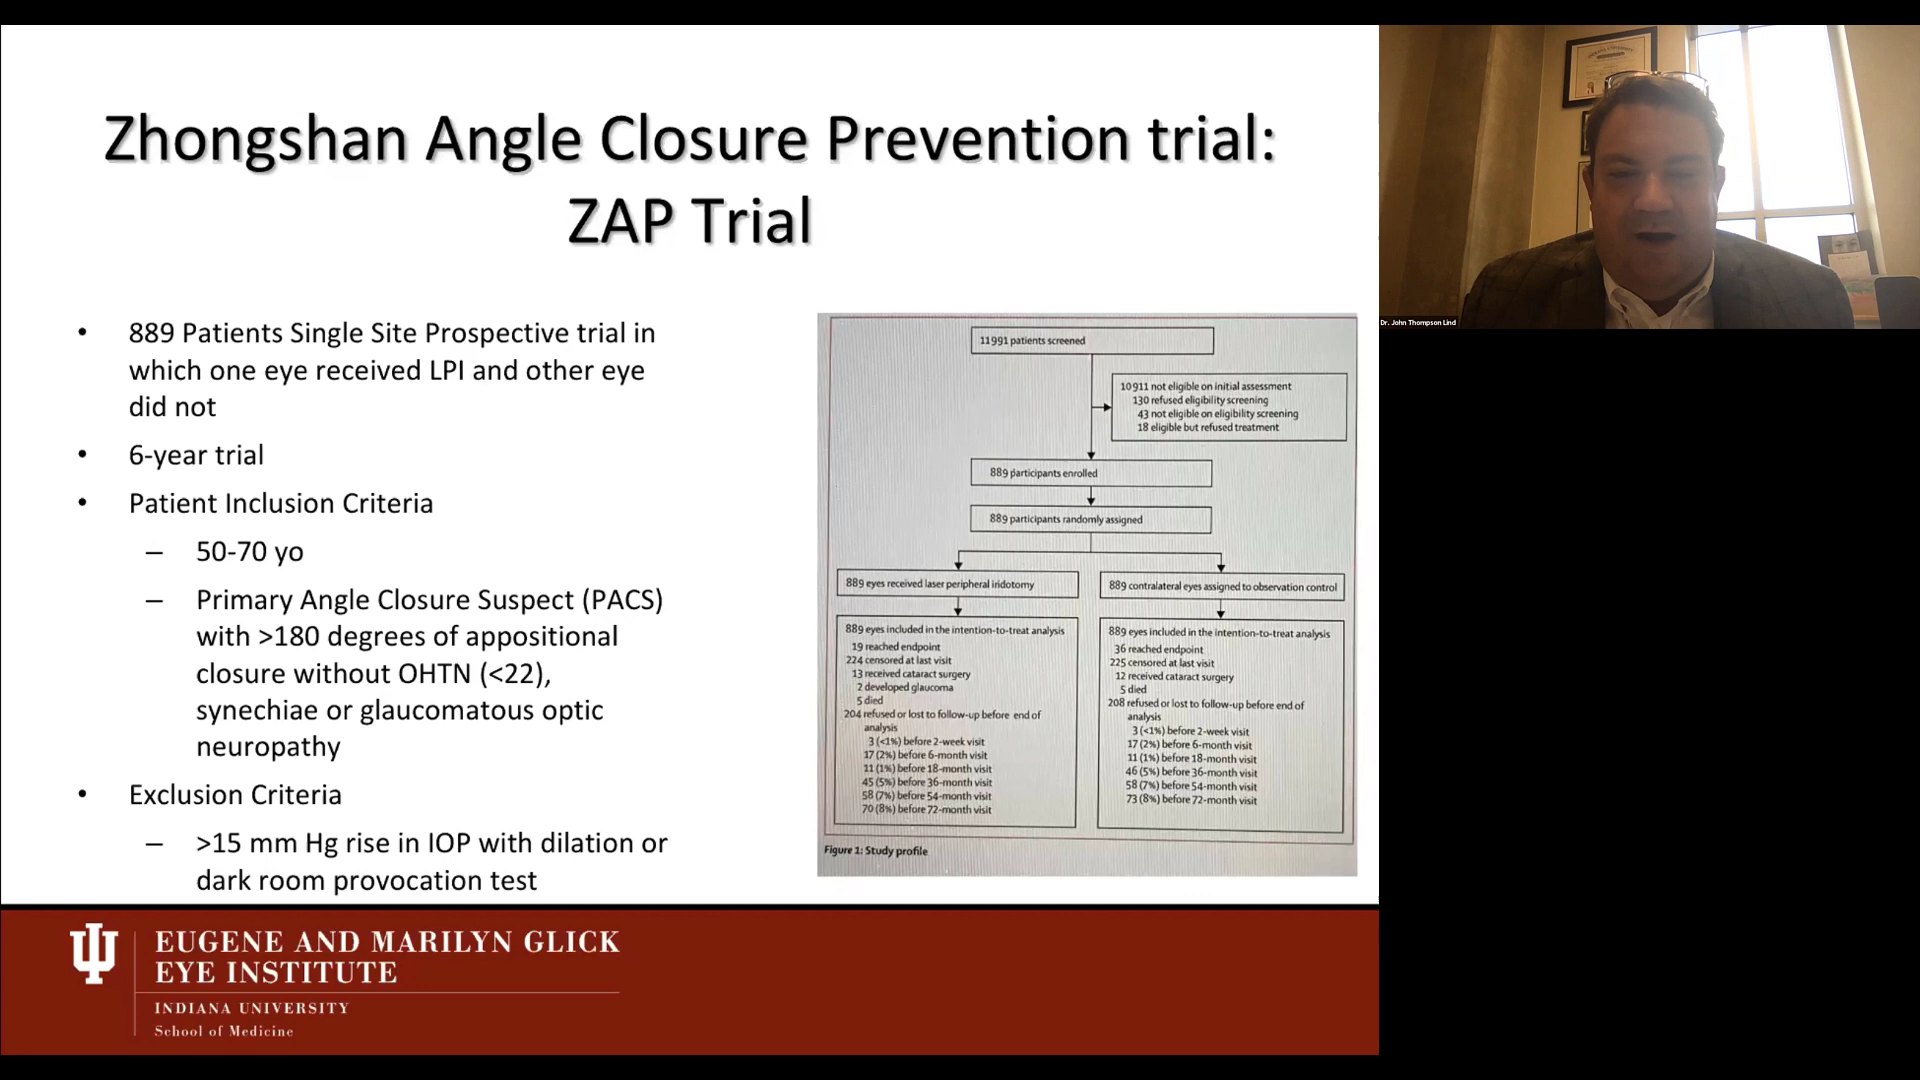 Zhongshan Angle Closure Prevention trial:
ZAP Trial
• 889 Patients Single Site Prospective trial in
which one eye received LPI and other eye
did not
• 6-year trial
• Patient Inclusion Criteria
– 50-70 yo
– Primary Angle Closure Suspect (PACS)
with >180 degrees of appositional
closure without OHTN (<22),
synechiae or glaucomatous optic
neuropathy
• Exclusion Criteria
– >15 mm Hg rise in IOP with dilation or
dark room provocation test
11991 patients screened
10911 not eligible on initial assessment
130 refused eligibility screening
43 not eligible on eligibility screening
18 eligible but refused treatment
889 participants enrolled
889 participants randomly assigned
889 eyes received laser peripheral iridotomy
889 eyes included in the intention-to-treat analysis
19 reached endpoint
224 censored at last visit
13 received cataract surgery
2 developed glaucoma
5 died
204 refused or lost to follow-up before end of
analysis
3 (<1%) before 2-week visit
17 (2%) before 6-month visit
11 (1%) before 18-month visit
45 (5%) before 36-month visit
58 (7%) before 54-month visit
70 (8%) before 72-month visit
889 contralateral eyes assigned to observation control
889 eyes included in the intention-to-treat analysis
36 reached endpoint
225 censored at last visit
12 received cataract surgery
5 died
208 refused or lost to follow-up before end of
analysis
3 (<1%) before 2-week visit
17 (2%) before 6-month visit
11 (1%) before 18-month visit
46 (5%) before 36-month visit
58 (7%) before 54-month visit
73 (8%) before 72-month visit
Figure 1: Study profile
EUGENE AND MARILYN GLICK
EYE INSTITUTE
INDIANA UNIVERSITY
School of Medicine
Dr. John Thompson Lind